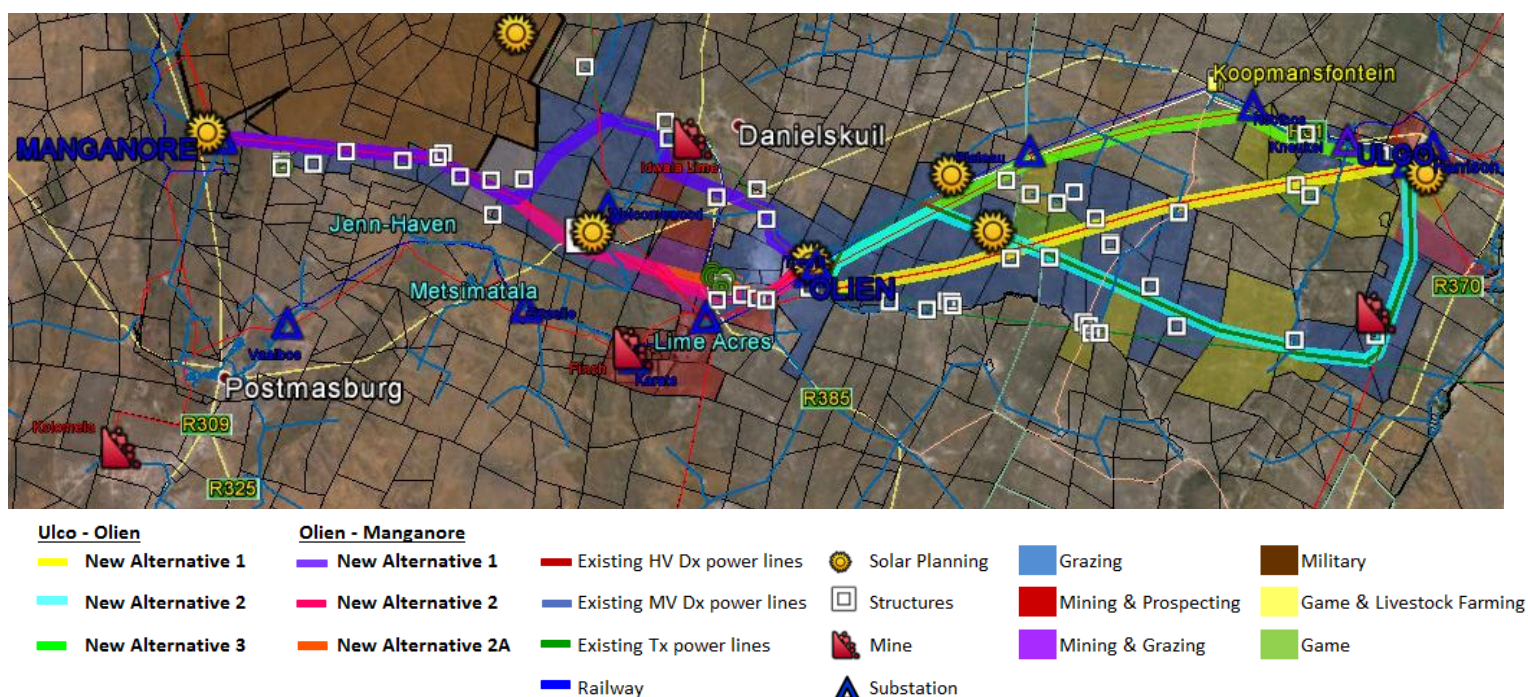 Koopmansfontein
MANGANORE
Danielskuil
Idwala Lime
ULCO
Jenn-Haven
Metsimatala
OLIEN
R370
Lime Acres
Finch
Vaalbos
Postmasburg
R385
Kolomela
R309
R325
Ulco - Olien
Olien - Manganore
New Alternative 1
New Alternative 1
Existing HV Dx power lines
Solar Planning
Grazing
Military
New Alternative 2
New Alternative 2
Existing MV Dx power lines
Structures
Mining & Prospecting
Game & Livestock Farming
New Alternative 3
New Alternative 2A
Existing Tx power lines
Mine
Mining & Grazing
Game
Railway
Substation